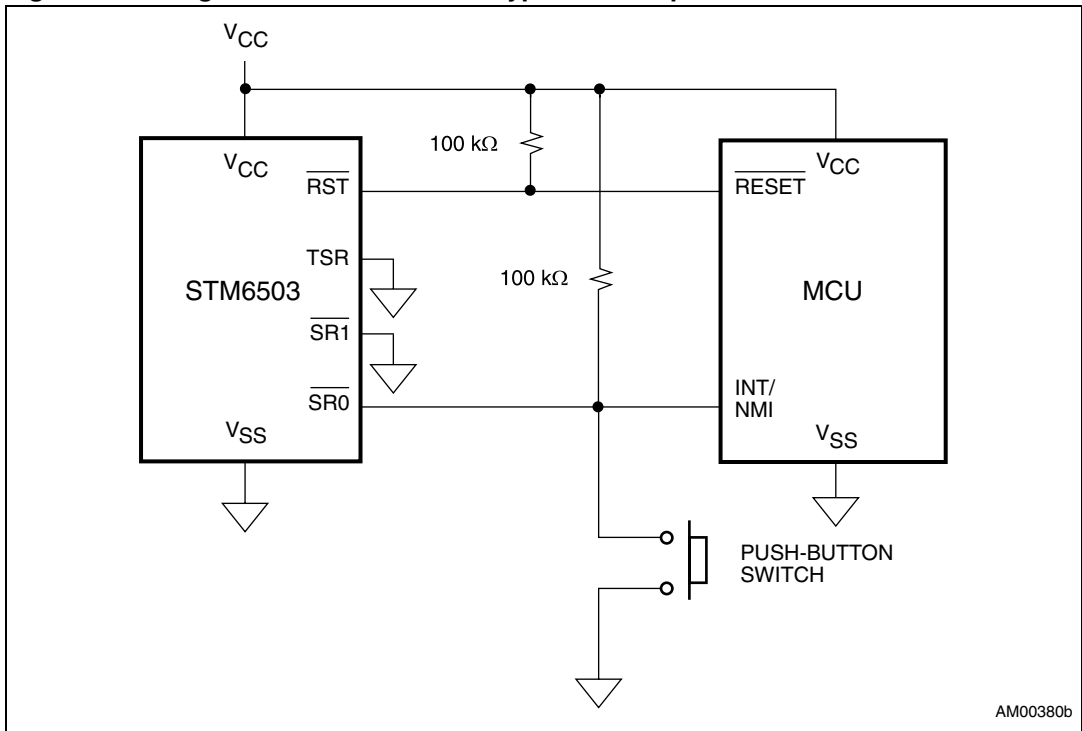 VCC
VCC
RST
TSR
STM6503
SR1
SR0
VSS
100 kΩ
100 kΩ
VCC
RESET
MCU
INT/
NMI
VSS
PUSH-BUTTON
SWITCH
AM00380b